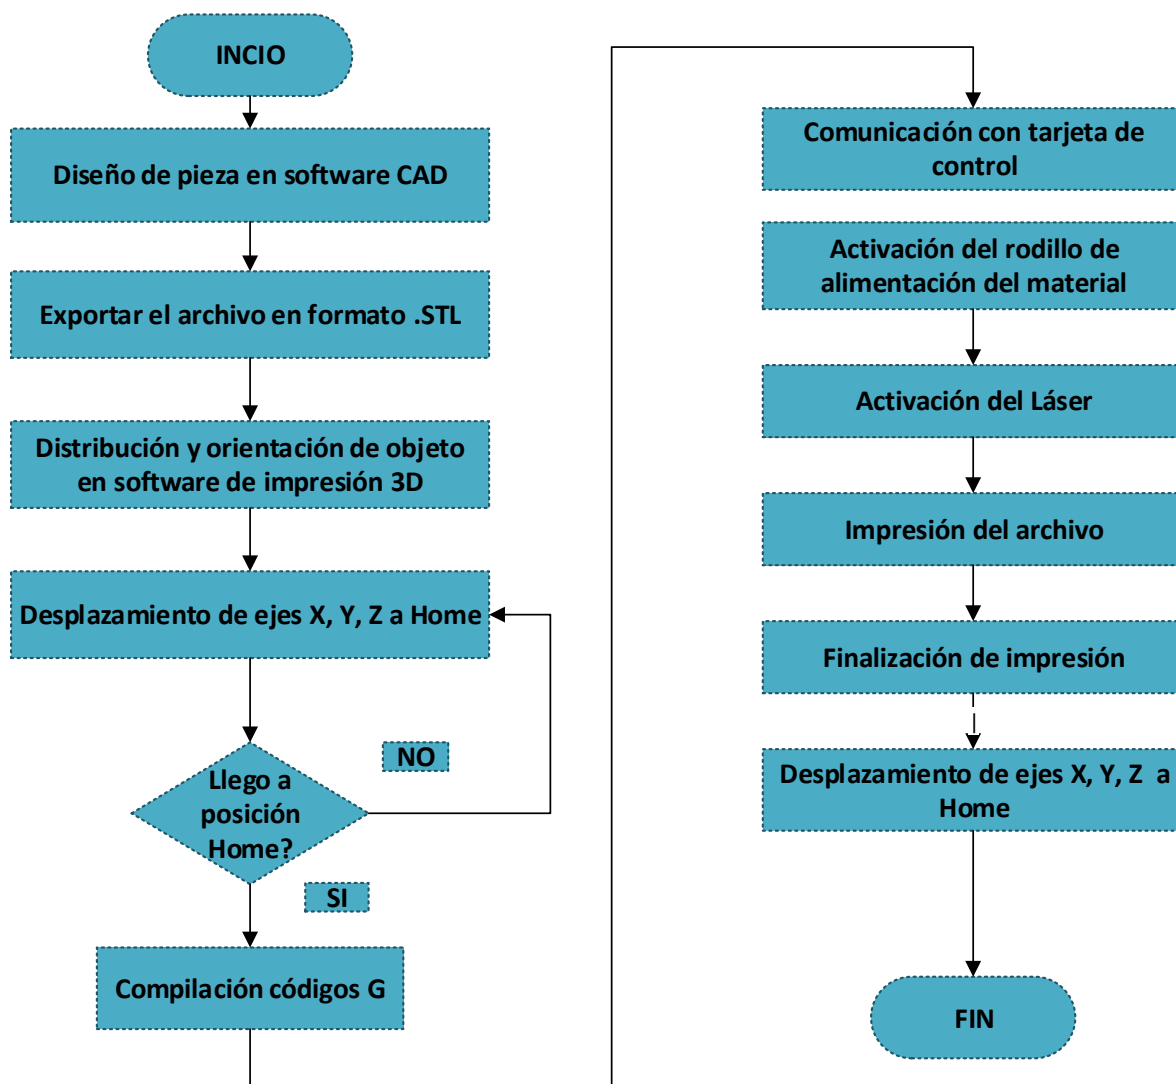 INCIO
Diseño de pieza en software CAD
Exportar el archivo en formato .STL
Distribución y orientación de objeto
en software de impresión 3D
Desplazamiento de ejes X, Y, Z a Home
NO
Llego a
posición
Home?
SI
Compilación códigos G
Comunicación con tarjeta de
control
Activación del rodillo de
alimentación del material
Activación del Láser
Impresión del archivo
Finalización de impresión
Desplazamiento de ejes X, Y, Z a
Home
FIN